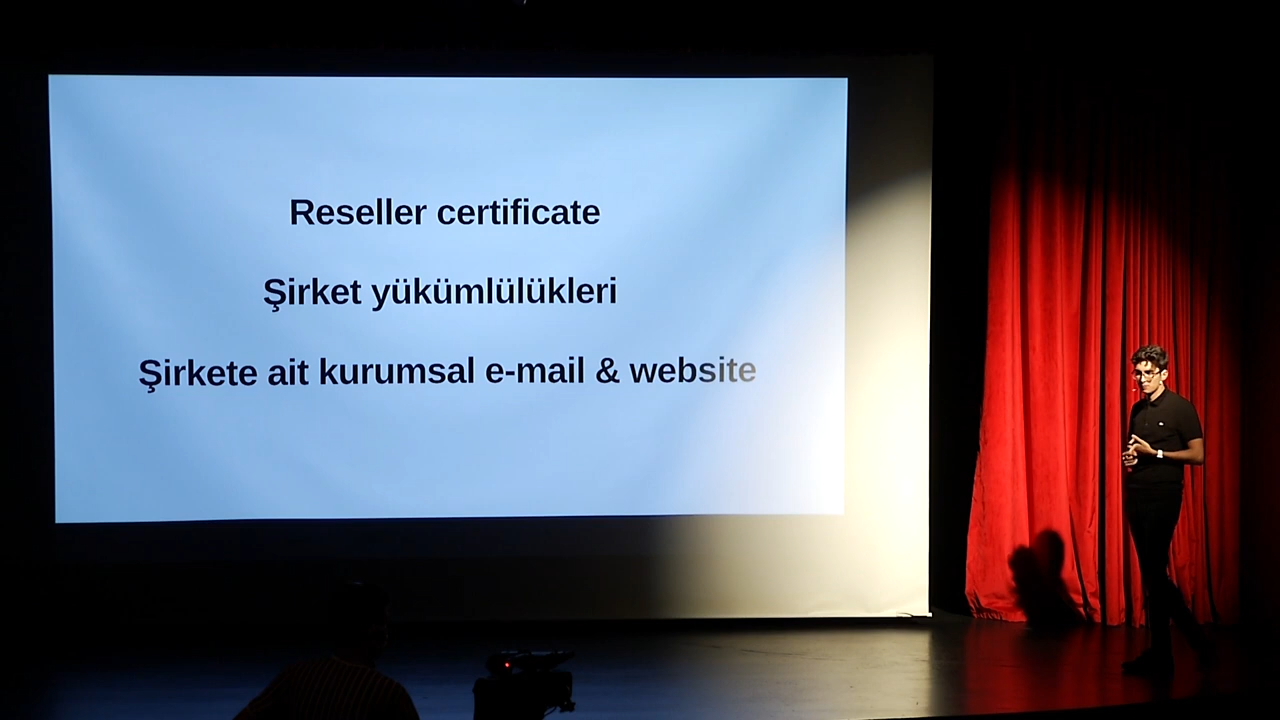 Reseller certificate
Şirket yükümlülükleri
Şirkete ait kurumsal e-mail & website